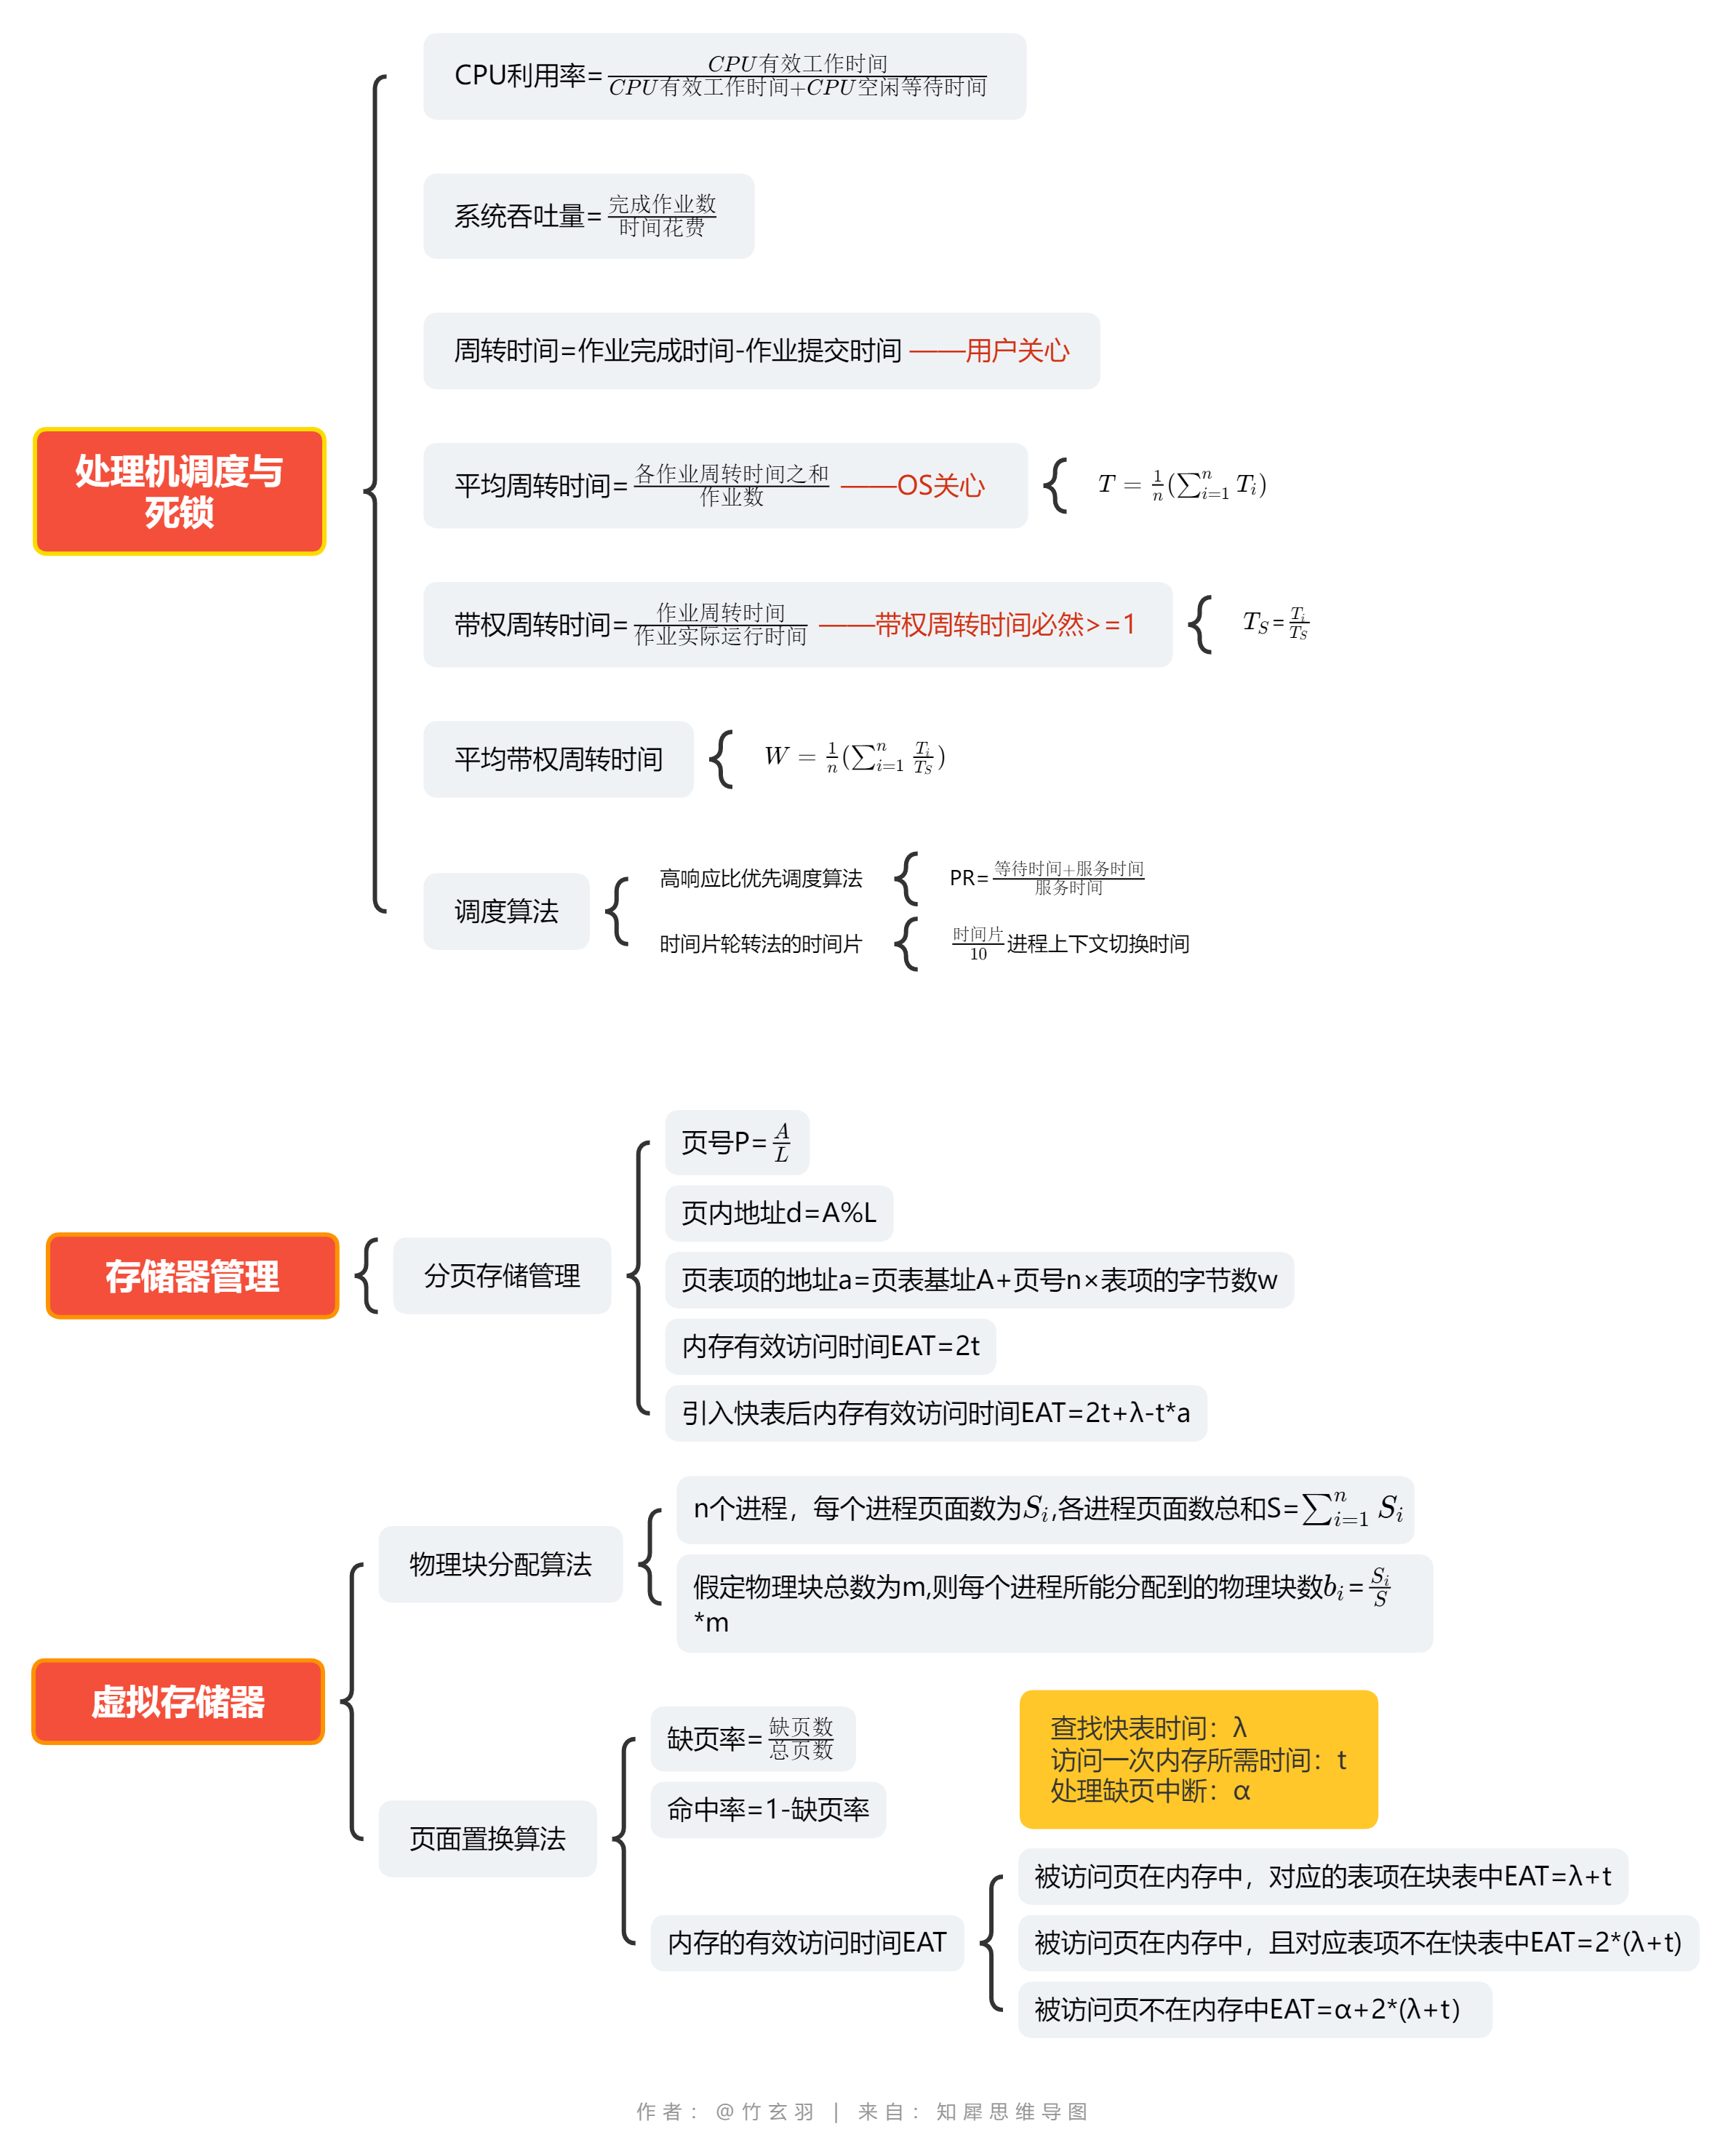 处理机调度与
死锁
CPU利用率=\frac{CPU有效工作时间}{CPU有效工作时间+CPU空闲等待时间}
系统吞吐量=\frac{完成作业数}{时间花费}
周转时间=作业完成时间-作业提交时间 ——用户关心
平均周转时间=\frac{各作业周转时间之和}{作业数} ——OS关心
T = \frac{1}{n}(\sum_{i=1}^{n} T_i)
带权周转时间=\frac{作业周转时间}{作业实际运行时间} ——带权周转时间必然>=1
T_S=\frac{T_i}{T_S}
平均带权周转时间
W = \frac{1}{n}(\sum_{i=1}^{n} \frac{T_i}{T_S})
调度算法
高响应比优先调度算法
PR=\frac{等待时间+服务时间}{服务时间}
时间片轮转法的时间片
\frac{时间片}{10}进程上下文切换时间
存储器管理
分页存储管理
页号P=\frac{A}{L}
页内地址d=A%L
页表项的地址a=页表基址A+页号n×表项的字节数w
内存有效访问时间EAT=2t
引入快表后内存有效访问时间EAT=2t+λ-t*a
虚拟存储器
物理块分配算法
n个进程，每个进程页面数为S_i,各进程页面数总和S=\sum_{i=1}^{n} S_i
假定物理块总数为m,则每个进程所能分配到的物理块数b_i=\frac{S_i}{S}
*m
页面置换算法
缺页率=\frac{缺页数}{总页数}
命中率=1-缺页率
查找快表时间：λ
访问一次内存所需时间：t
处理缺页中断：α
内存的有效访问时间EAT
被访问页在内存中，对应的表项在块表中EAT=λ+t
被访问页在内存中，且对应表项不在快表中EAT=2*(λ+t)
被访问页不在内存中EAT=α+2*(λ+t）
作者：@竹玄羽 | 来自：知犀思维导图